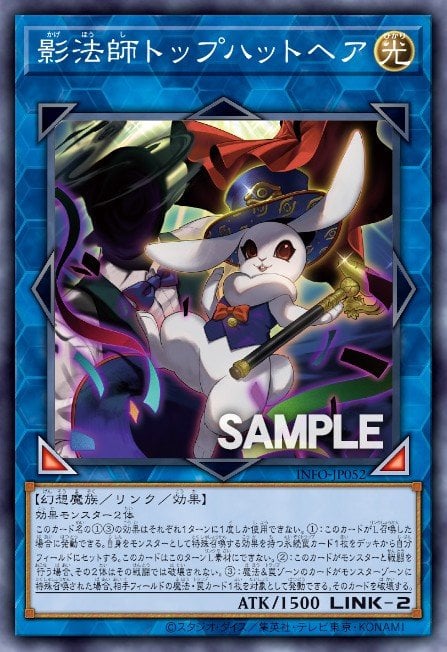 影法師トップハットヘア
かげ ほう し
光
ひかり
SAMPLE
INFO-JP052
【幻想魔族／リンク／効果】
効果モンスター２体
このカード名の①③の効果はそれぞれ１ターンに１度しか使用できない。①：このカードがL召喚した
場合に発動できる。自身をモンスターとして特殊召喚する効果を持つ永続罠カード１枚をデッキから自分
フィールドにセットする。このカードはこのターンL素材にできない。②：このカードがモンスターと戦闘を
行う場合、その２体はその戦闘では破壊されない。③：魔法＆罠ゾーンのカードがモンスターゾーンに
特殊召喚された場合、相手フィールドの魔法・罠カード１枚を対象として発動できる。そのカードを破壊する。
ATK/1500 LINK-2
©スタジオ・ダイス／集英社・テレビ東京・KONAMI